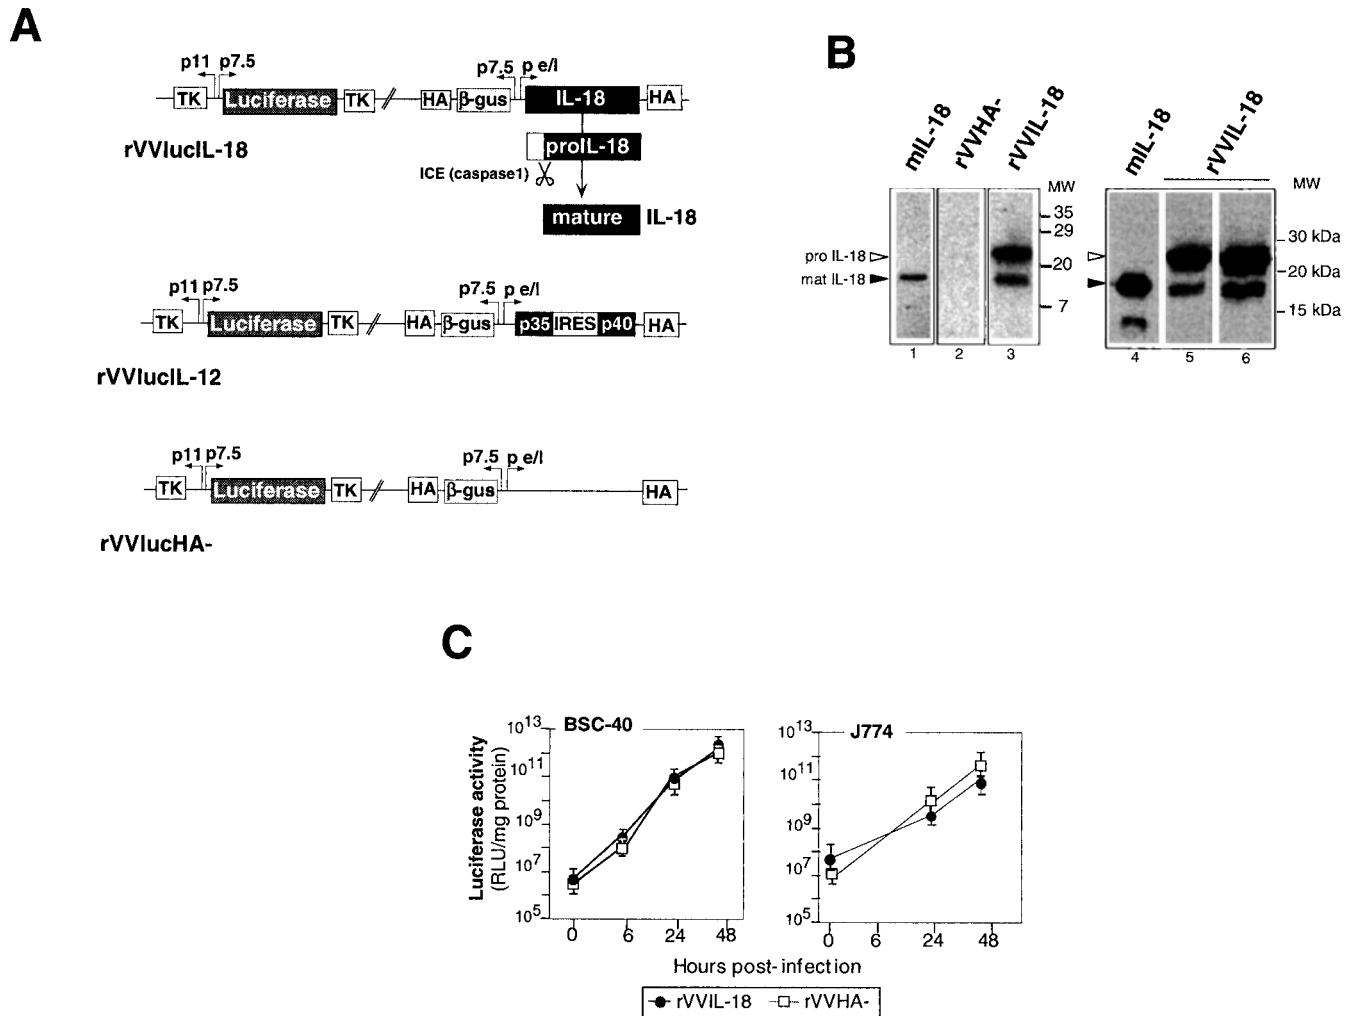 A
p11 p7.5
p7.5 p e/l
TK Luciferase TK // HA β-gus IL-18 HA
rVVlucIL-18
proIL-18
ICE (caspase1)
mature IL-18
p11 p7.5
p7.5 p e/l
TK Luciferase TK // HA β-gus p35 IRES p40 HA
rVVlucIL-12
p11 p7.5
p7.5 p e/l
TK Luciferase TK // HA β-gus HA
rVVlucHA-
B
mIL-18 rVVHA- rVVIL-18
MW
35
29
pro IL-18
20
mat IL-18
7
1 2 3
mIL-18 rVVIL-18
MW
30 kDa
20 kDa
15 kDa
4 5 6
C
BSC-40
Luciferase activity
(RLU/mg protein)
10^13
10^11
10^9
10^7
10^5
0 6 24 48
J774
10^13
10^11
10^9
10^7
10^5
0 6 24 48
Hours post-infection
rVVIL-18 rVVHA-